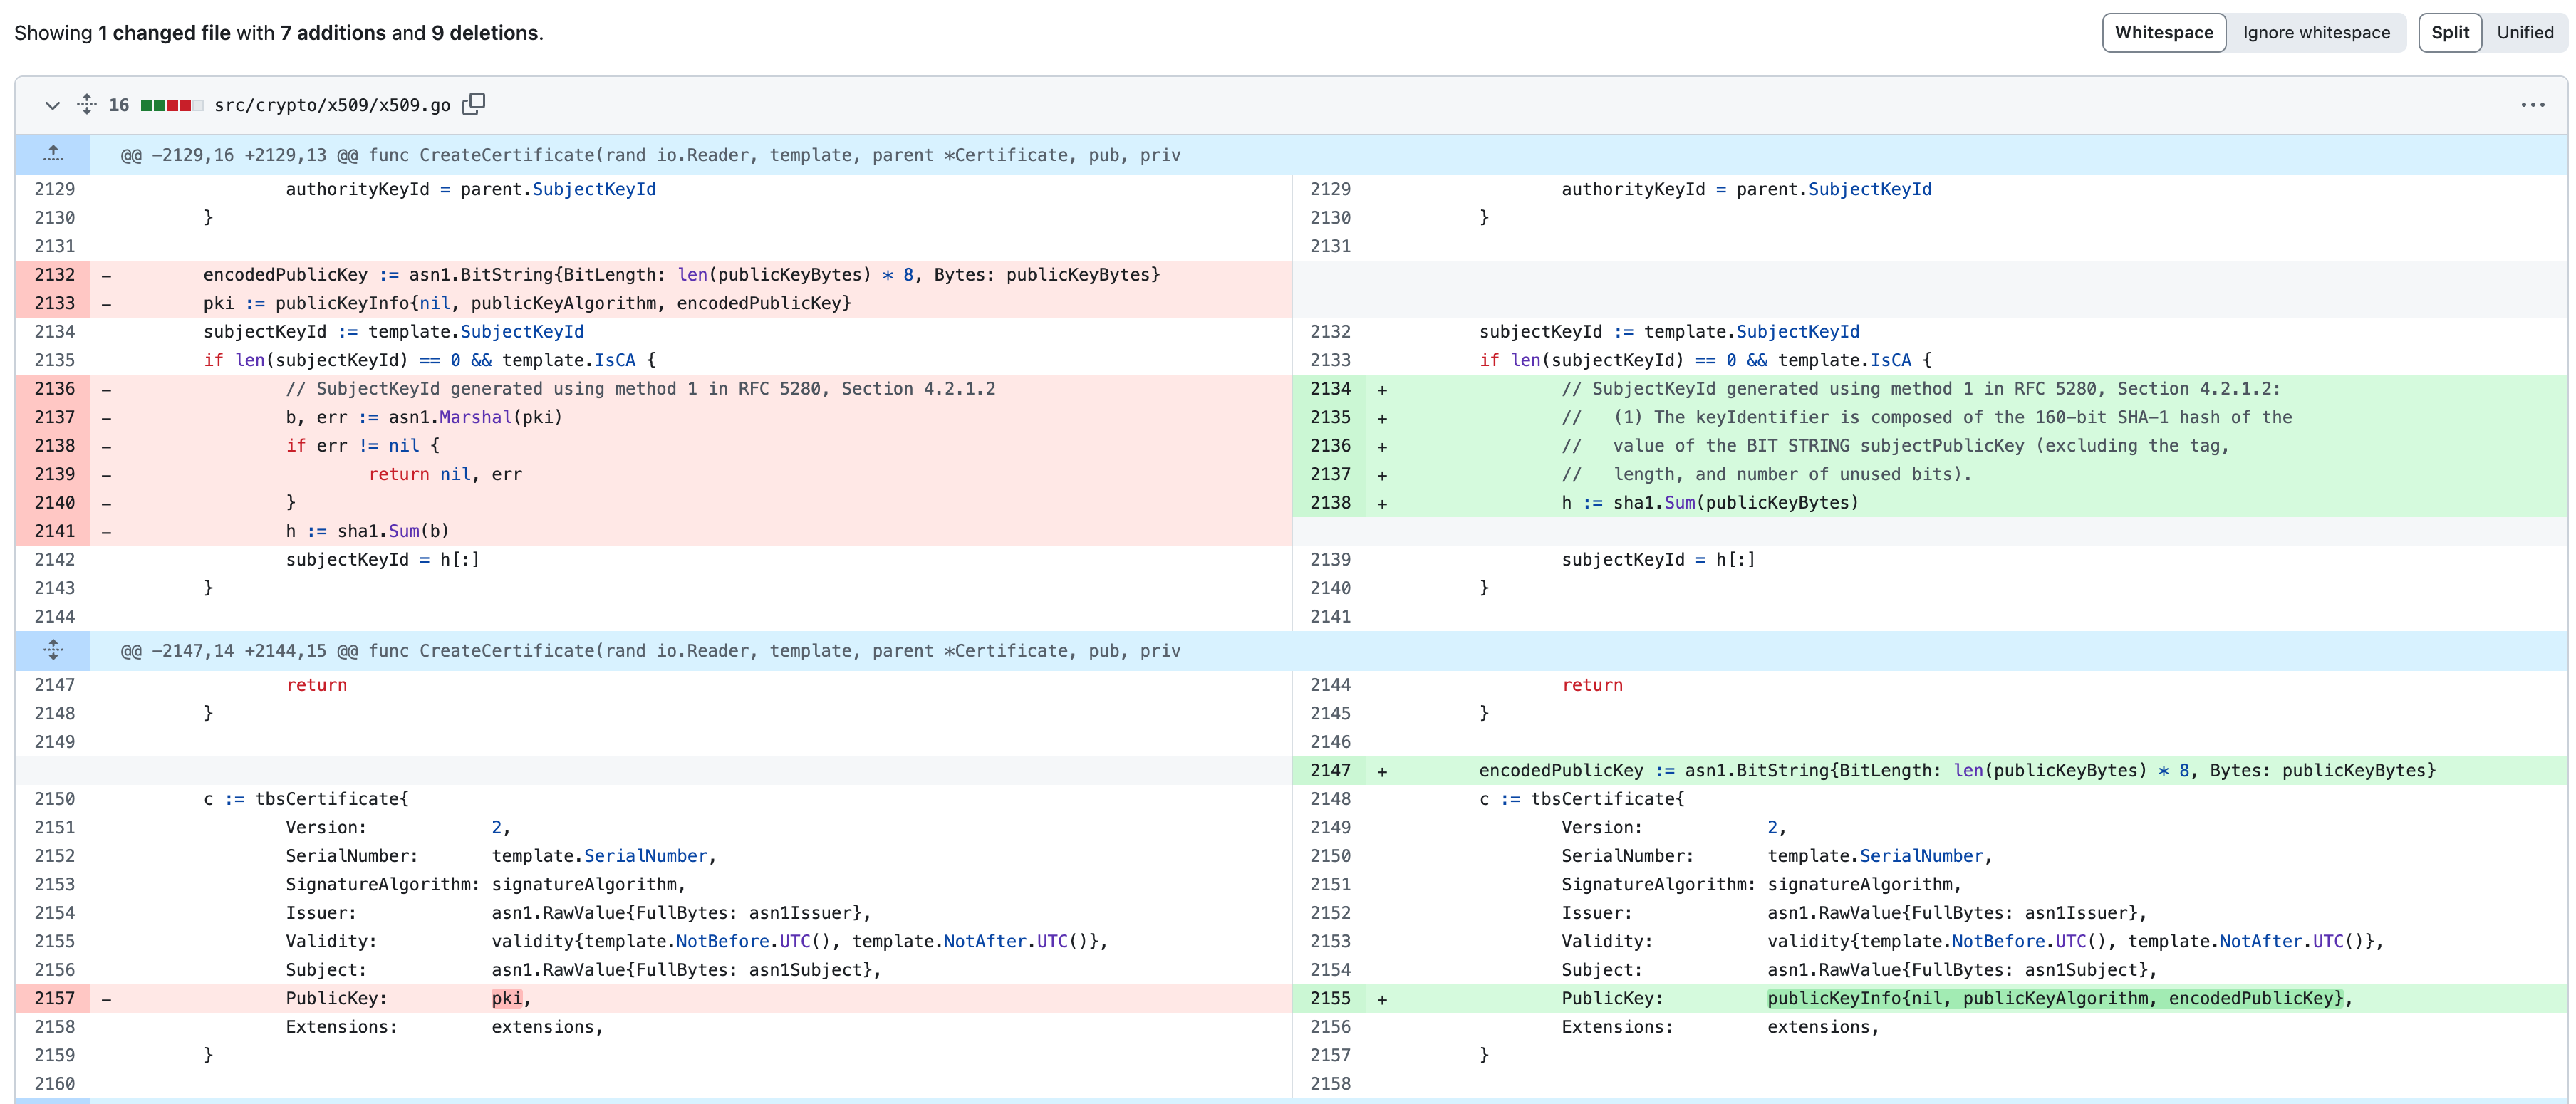 Showing 1 changed file with 7 additions and 9 deletions.
Whitespace Ignore whitespace Split Unified
16 src/crypto/x509/x509.go
@@ -2129,16 +2129,13 @@ func CreateCertificate(rand io.Reader, template, parent *Certificate, pub, priv
2129 authorityKeyId = parent.SubjectKeyId 2129 authorityKeyId = parent.SubjectKeyId
2130 } 2130 }
2131 2131
2132 - encodedPublicKey := asn1.BitString{BitLength: len(publicKeyBytes) * 8, Bytes: publicKeyBytes}
2133 - pki := publicKeyInfo{nil, publicKeyAlgorithm, encodedPublicKey}
2134 subjectKeyId := template.SubjectKeyId 2132 subjectKeyId := template.SubjectKeyId
2135 if len(subjectKeyId) == 0 && template.IsCA { 2133 if len(subjectKeyId) == 0 && template.IsCA {
2136 - // SubjectKeyId generated using method 1 in RFC 5280, Section 4.2.1.2 2134 + // SubjectKeyId generated using method 1 in RFC 5280, Section 4.2.1.2:
2137 - b, err := asn1.Marshal(pki) 2135 + // (1) The keyIdentifier is composed of the 160-bit SHA-1 hash of the
2138 - if err != nil { 2136 + // value of the BIT STRING subjectPublicKey (excluding the tag,
2139 - return nil, err 2137 + // length, and number of unused bits).
2140 - } 2138 + h := sha1.Sum(publicKeyBytes)
2141 - h := sha1.Sum(b)
2142 subjectKeyId = h[:] 2139 subjectKeyId = h[:]
2143 } 2140 }
2144 2141
@@ -2147,14 +2144,15 @@ func CreateCertificate(rand io.Reader, template, parent *Certificate, pub, priv
2147 return 2144 return
2148 } 2145 }
2149 2146
2147 + encodedPublicKey := asn1.BitString{BitLength: len(publicKeyBytes) * 8, Bytes: publicKeyBytes}
2150 c := tbsCertificate{ 2148 c := tbsCertificate{
2151 Version: 2, 2149 Version: 2,
2152 SerialNumber: template.SerialNumber, 2150 SerialNumber: template.SerialNumber,
2153 SignatureAlgorithm: signatureAlgorithm, 2151 SignatureAlgorithm: signatureAlgorithm,
2154 Issuer: asn1.RawValue{FullBytes: asn1Issuer}, 2152 Issuer: asn1.RawValue{FullBytes: asn1Issuer},
2155 Validity: validity{template.NotBefore.UTC(), template.NotAfter.UTC()}, 2153 Validity: validity{template.NotBefore.UTC(), template.NotAfter.UTC()},
2156 Subject: asn1.RawValue{FullBytes: asn1Subject}, 2154 Subject: asn1.RawValue{FullBytes: asn1Subject},
2157 - PublicKey: pki, 2155 + PublicKey: publicKeyInfo{nil, publicKeyAlgorithm, encodedPublicKey},
2158 Extensions: extensions, 2156 Extensions: extensions,
2159 } 2157 }
2160 2158